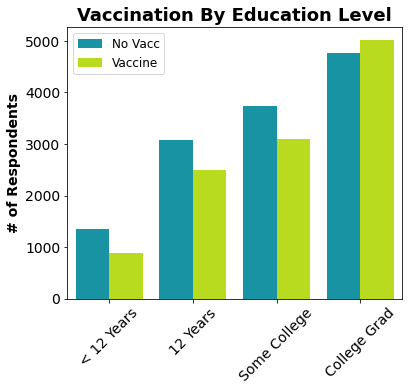 Vaccination By Education Level
No Vacc
Vaccine
# of Respondents
5000
4000
3000
2000
1000
0
< 12 Years
12 Years
Some College
College Grad